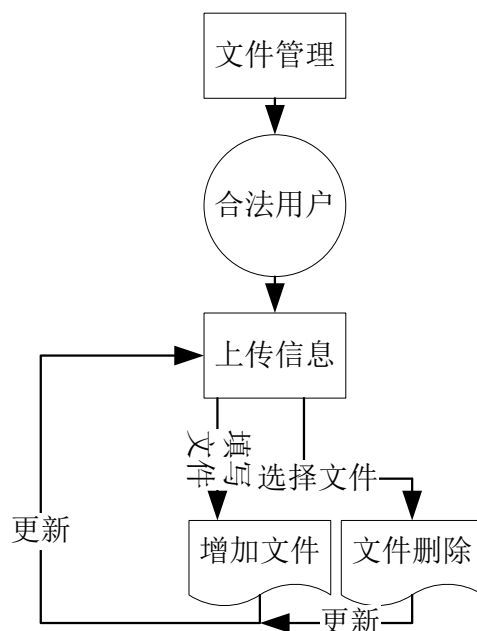 文件管理
合法用户
上传信息
填写
文件
选择文件
更新
增加文件
文件删除
更新